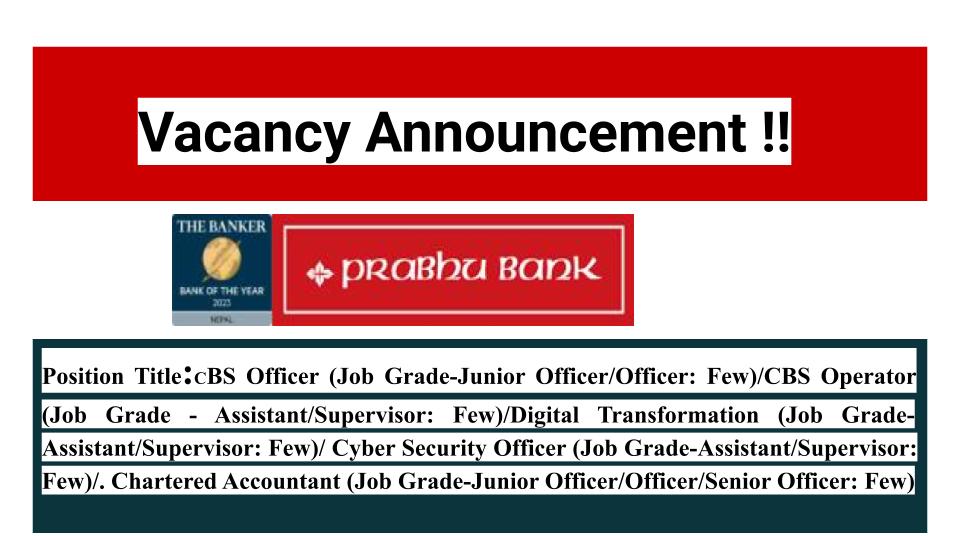 Vacancy Announcement !!
THE BANKER
BANK OF THE YEAR
2023
NEPAL
PRABHU BANK
Position Title:CBS Officer (Job Grade-Junior Officer/Officer: Few)/CBS Operator
(Job Grade - Assistant/Supervisor: Few)/Digital Transformation (Job Grade-
Assistant/Supervisor: Few)/ Cyber Security Officer (Job Grade-Assistant/Supervisor:
Few)/. Chartered Accountant (Job Grade-Junior Officer/Officer/Senior Officer: Few)